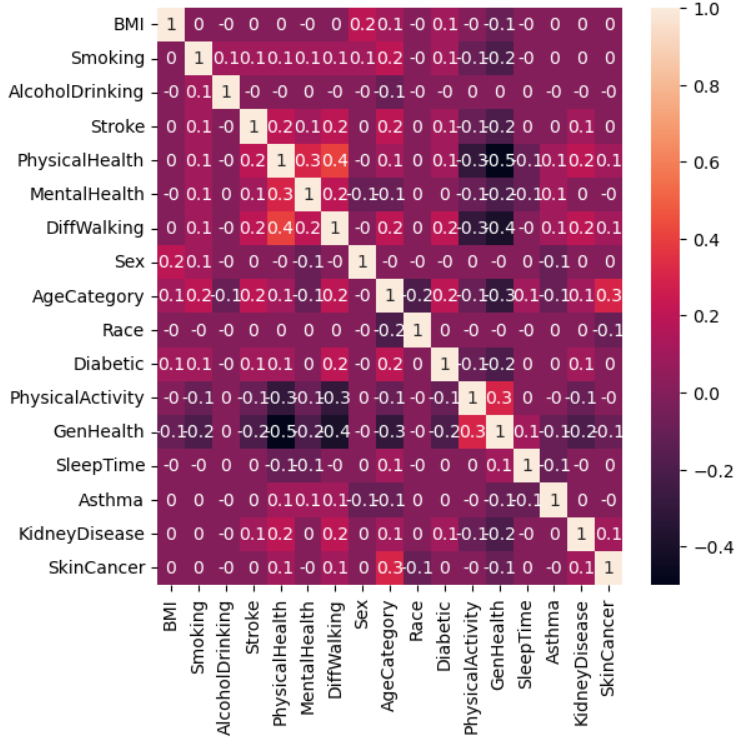 BMI 1 0 -0 0 0 -0 0 0.2 0.1 -0 0.1 -0 -0.1 -0 0 0 0
Smoking 0 1 0.1 0.1 0.1 0.1 0.1 0.1 0.2 -0 0.1 -0.1 -0.2 -0 0 0 0
AlcoholDrinking -0 0.1 1 -0 -0 0 -0 -0 -0.1 -0 -0 0 0 -0 -0 -0 -0
Stroke 0 0.1 -0 1 0.2 0.1 0.2 0 0.2 0 0.1 -0.1 -0.2 0 0 0.1 0
PhysicalHealth 0 0.1 -0 0.2 1 0.3 0.4 -0 0.1 0 0.1 -0.3 -0.5 -0.1 0.1 0.2 0.1
MentalHealth -0 0.1 0 0.1 0.3 1 0.2 -0.1 -0.1 0 0 -0.1 -0.2 -0.1 0.1 0 -0
DiffWalking 0 0.1 -0 0.2 0.4 0.2 1 -0 0.2 0 0.2 -0.3 -0.4 -0 0.1 0.2 0.1
Sex 0.2 0.1 -0 0 -0 -0.1 -0 1 -0 -0 -0 0 0 -0 -0.1 0 0
AgeCategory 0.1 0.2 -0.1 0.2 0.1 -0.1 0.2 -0 1 -0.2 0.2 -0.1 -0.3 0.1 -0.1 0.1 0.3
Race -0 -0 -0 0 0 0 0 -0 -0.2 1 0 -0 -0 -0 0 0 -0.1
Diabetic 0.1 0.1 -0 0.1 0.1 0 0.2 -0 0.2 0 1 -0.1 -0.2 0 0 0.1 0
PhysicalActivity -0 -0.1 0 -0.1 -0.3 -0.1 -0.3 0 -0.1 -0 -0.1 1 0.3 0 -0 -0.1 -0
GenHealth -0.1 -0.2 0 -0.2 -0.5 -0.2 -0.4 0 -0.3 -0 -0.2 0.3 1 0.1 -0.1 -0.2 -0.1
SleepTime -0 -0 -0 0 -0.1 -0.1 -0 -0 0.1 -0 0 0 0.1 1 -0.1 -0 0
Asthma 0 0 -0 0 0.1 0.1 0.1 -0.1 -0.1 0 0 -0 -0.1 -0.1 1 0 -0
KidneyDisease 0 0 -0 0.1 0.2 0 0.2 0 0.1 0 0.1 -0.1 -0.2 -0 0 1 0.1
SkinCancer 0 0 -0 0 0.1 -0 0.1 0 0.3 -0.1 0 -0 -0.1 0 -0 0.1 1
BMI
Smoking
AlcoholDrinking
Stroke
PhysicalHealth
MentalHealth
DiffWalking
Sex
AgeCategory
Race
Diabetic
PhysicalActivity
GenHealth
SleepTime
Asthma
KidneyDisease
SkinCancer
1.0
0.8
0.6
0.4
0.2
0.0
−0.2
−0.4